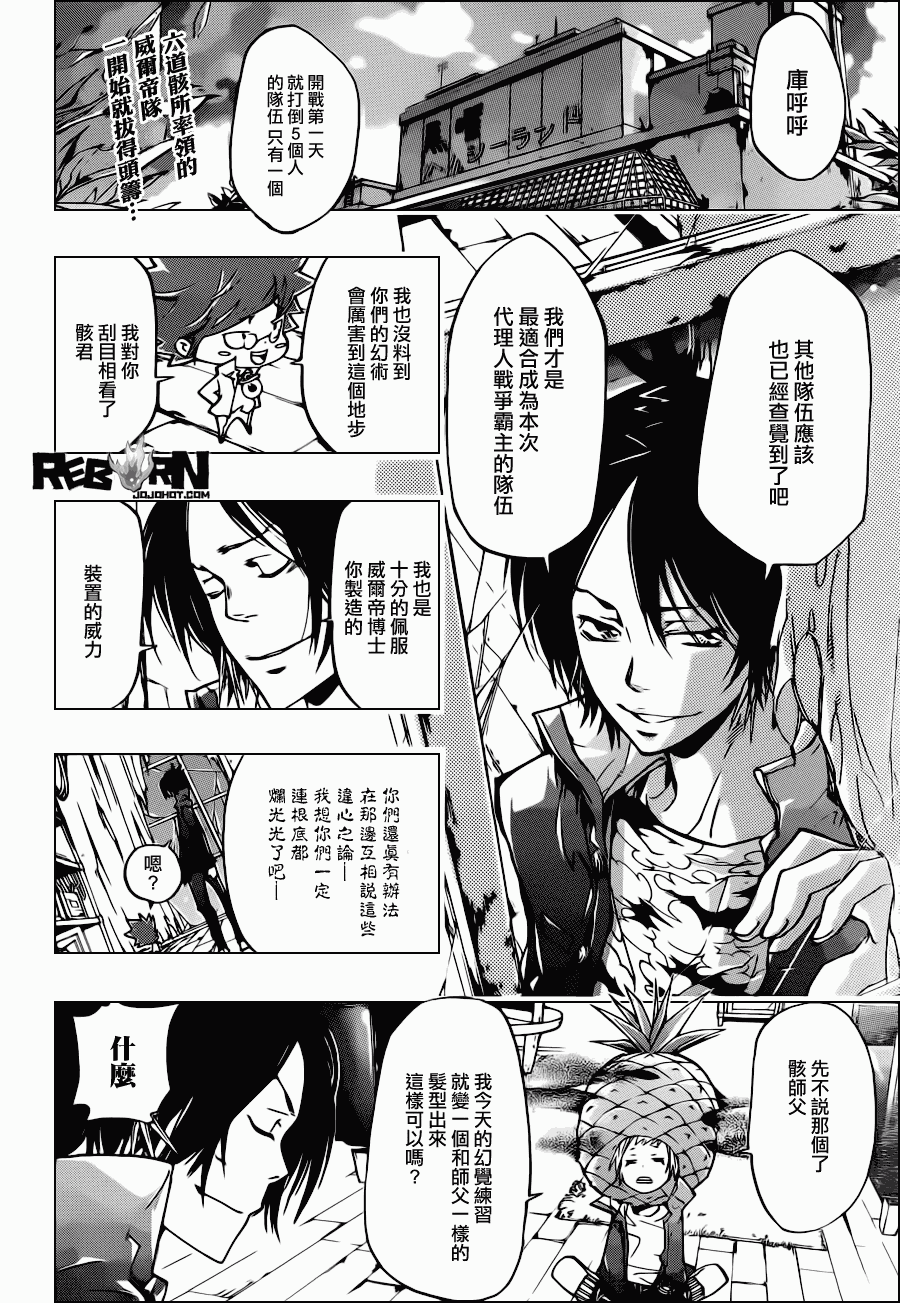 庫呼呼
開戰第一天
就打倒5個人
的隊伍只有一個
六道骸所率領的
威爾帝隊
一開始就拔得頭籌…
シーランド
其他隊伍應該
也已經查覺到了吧
我們才是
最適合成為本次
代理人戰爭霸主的隊伍
我也沒料到
你們的幻術
會厲害到這個地步
我對你
刮目相看了
骸君
REBORN
JOJOHOT.COM
我也是
十分的佩服
威爾帝博士
你製造的
裝置的威力
你們還真有辦法
在那邊互相說這些
違心之論—
我想你們一定
連根底都
爛光光了吧—
嗯？
先不說那個了
骸師父
我今天的幻覺練習
就變一個和師父一樣的
髮型出來
這樣可以嗎？
什麼